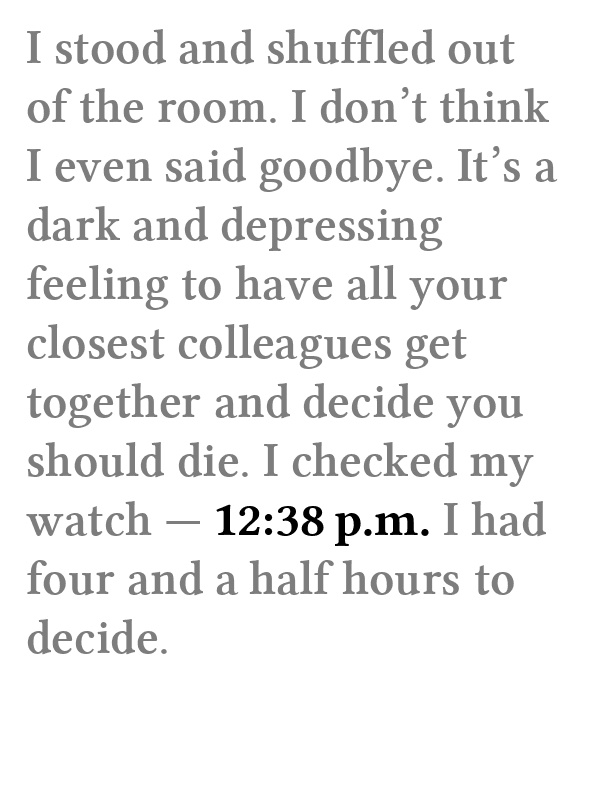 I stood and shuffled out
of the room. I don’t think
I even said goodbye. It’s a
dark and depressing
feeling to have all your
closest colleagues get
together and decide you
should die. I checked my
watch — 12:38 p.m. I had
four and a half hours to
decide.